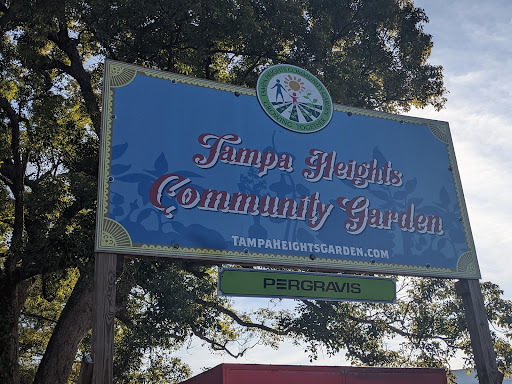 Tampa Heights
Community Garden
TAMPAHEIGHTSGARDEN.COM
PERGRAVIS